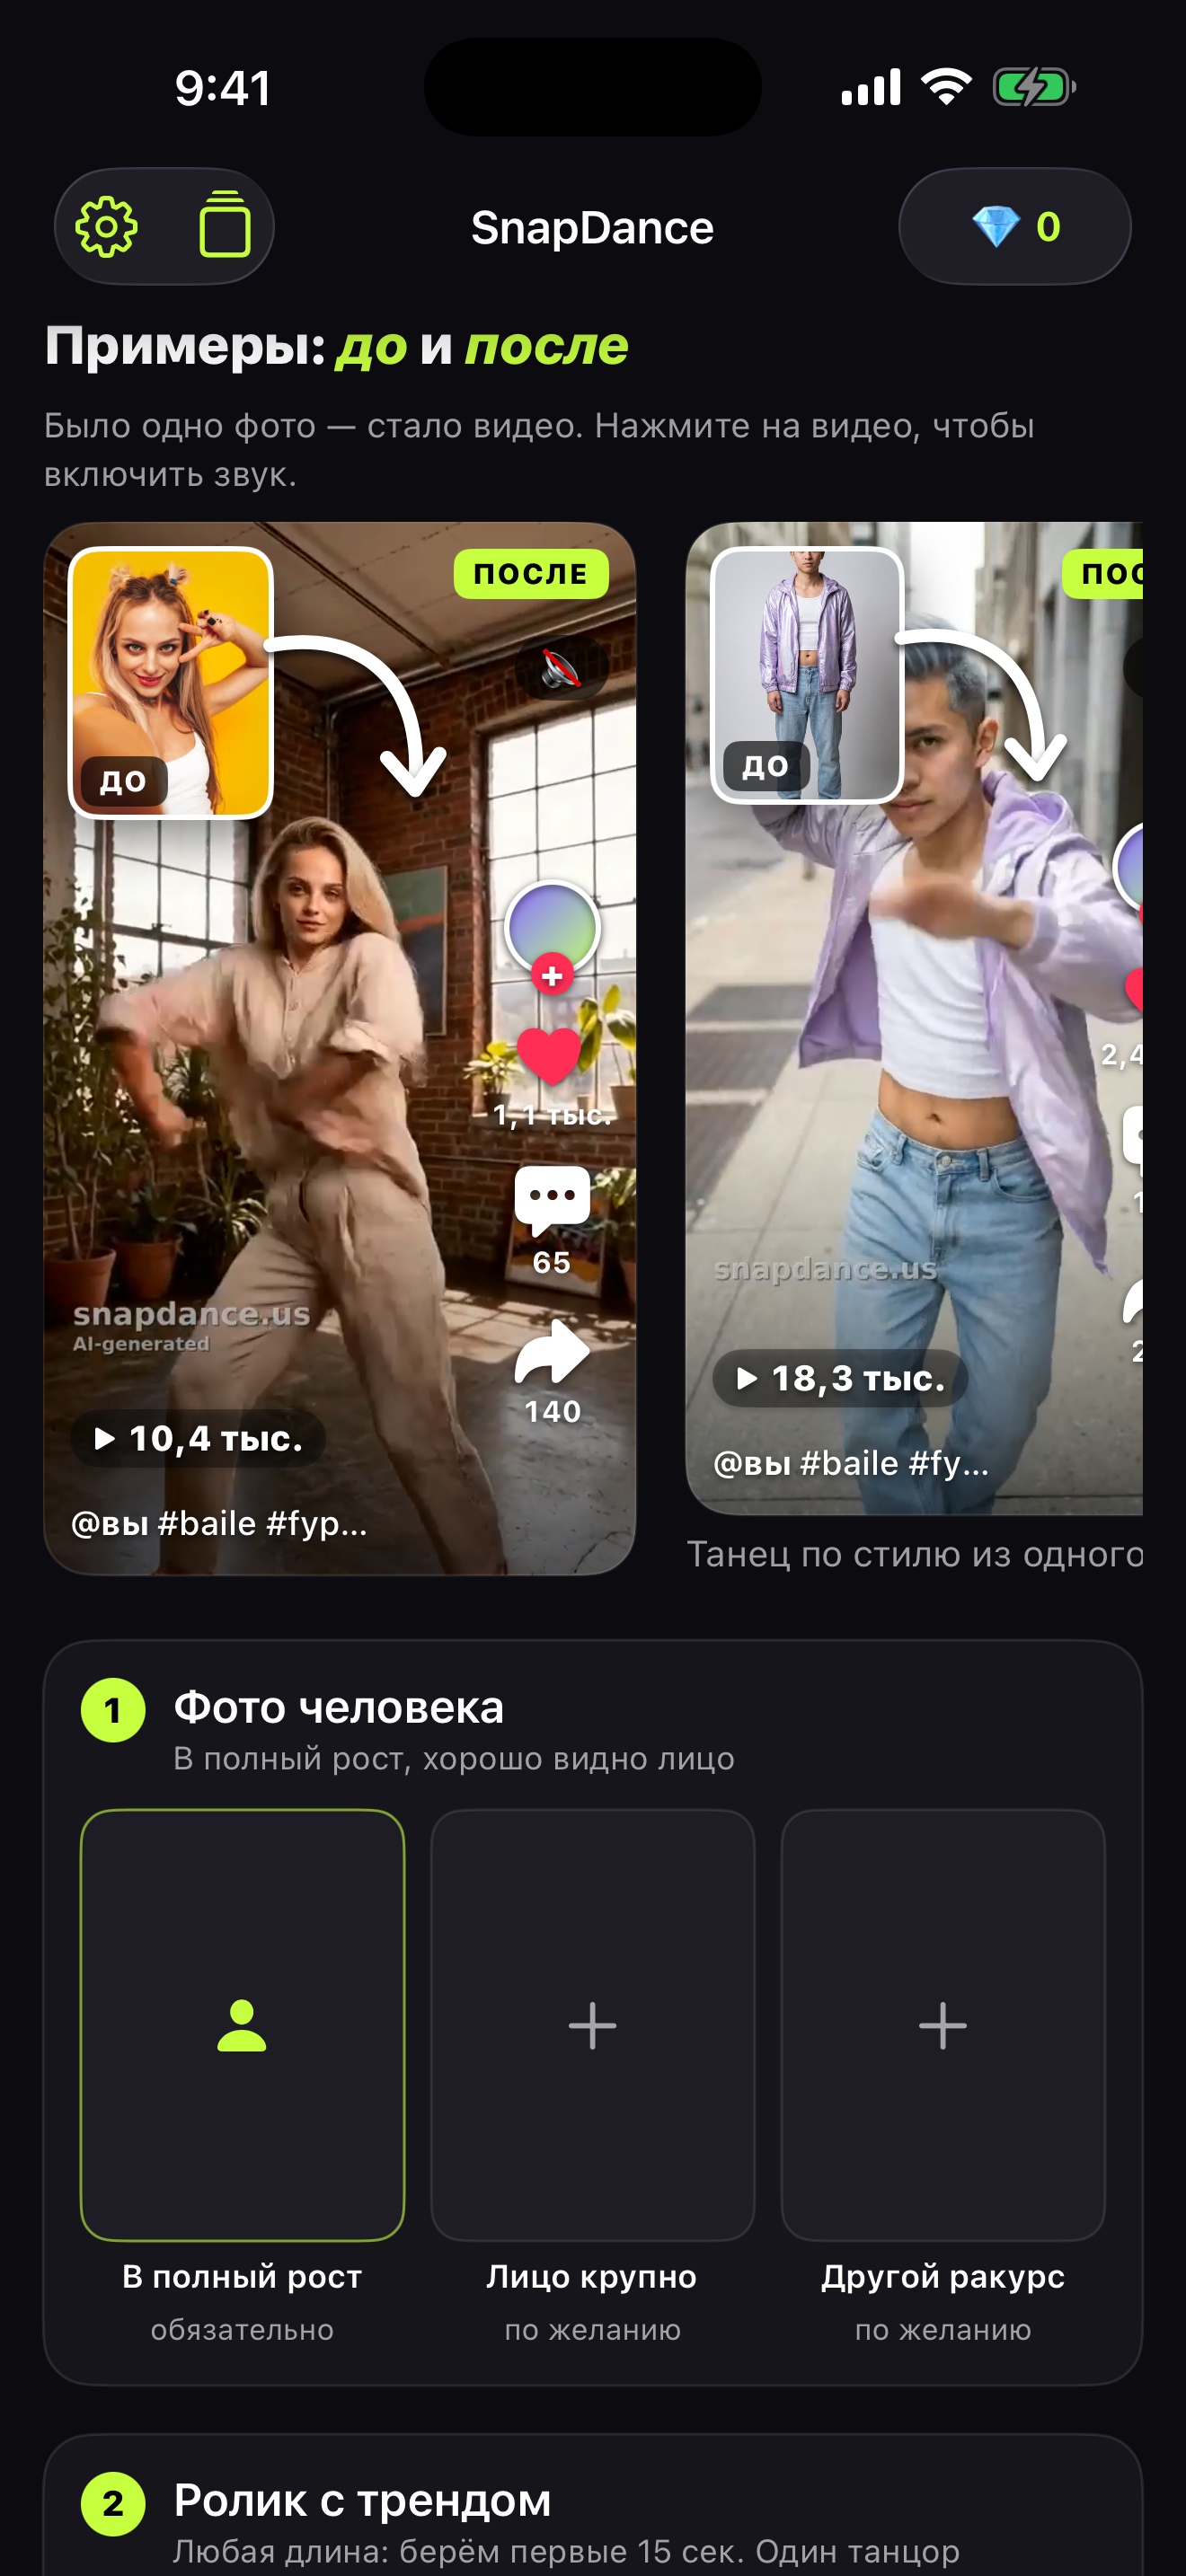 9:41
SnapDance
0
Примеры: до и после
Было одно фото — стало видео. Нажмите на видео, чтобы
включить звук.
ПОСЛЕ
ДО
1,1 тыс.
65
140
snapdance.us
AI-generated
10,4 тыс.
@вы #baile #fyp...
ДО
snapdance.us
18,3 тыс.
@вы #baile #fy...
Танец по стилю из одного
1
Фото человека
В полный рост, хорошо видно лицо
В полный рост
Лицо крупно
Другой ракурс
обязательно
по желанию
по желанию
2
Ролик с трендом
Любая длина: берём первые 15 сек. Один танцор